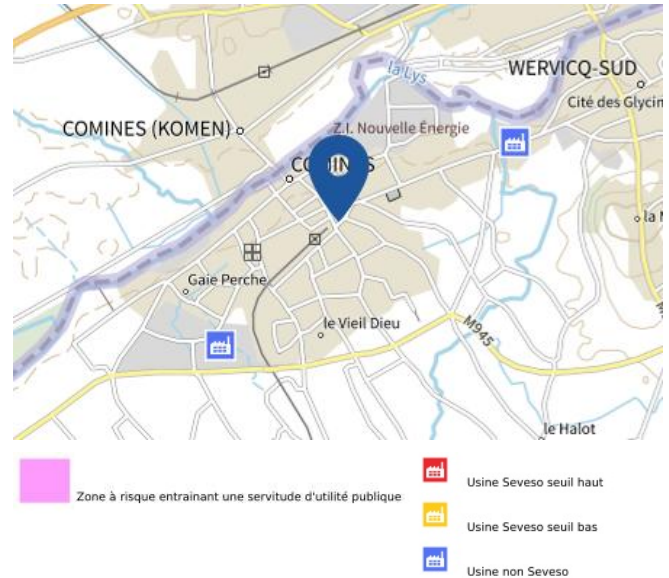 la Lys
WERVICQ-SUD
Cité des Glycin
COMINES (KOMEN)
Z.I. Nouvelle Énergie
Gaie Perche
le Vieil Dieu
M945
le Halot
Zone à risque entrainant une servitude d'utilité publique
Usine Seveso seuil haut
Usine Seveso seuil bas
Usine non Seveso